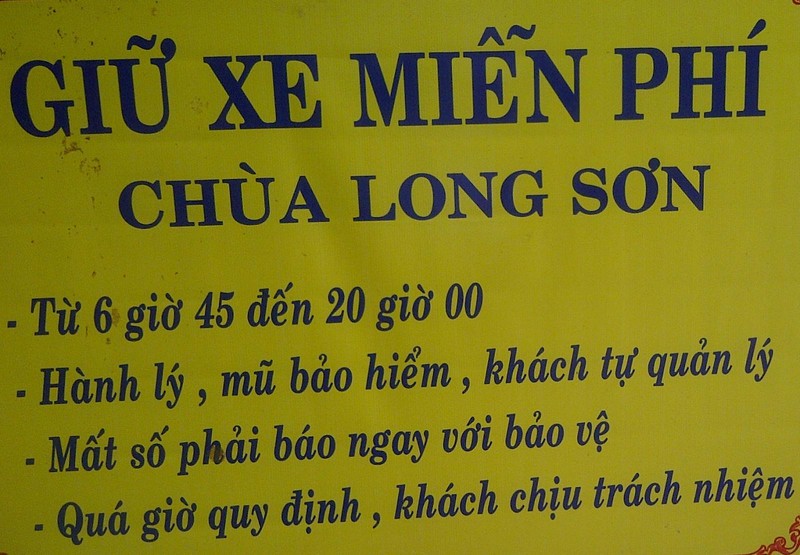 GIỮ XE MIỄN PHÍ
CHÙA LONG SƠN
- Từ 6 giờ 45 đến 20 giờ 00
- Hành lý , mũ bảo hiểm , khách tự quản lý
- Mất số phải báo ngay với bảo vệ
- Quá giờ quy định , khách chịu trách nhiệm